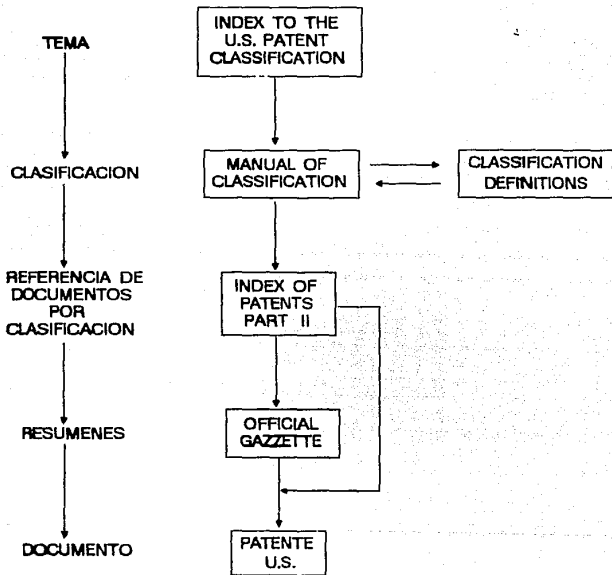 TEMA
INDEX TO THE
U.S. PATENT
CLASSIFICATION
CLASIFICACION
MANUAL OF
CLASSIFICATION
CLASSIFICATION
DEFINITIONS
REFERENCIA DE
DOCUMENTOS
POR
CLASIFICACION
INDEX OF
PATENTS
PART II
RESUMENES
OFFICIAL
GAZZETTE
DOCUMENTO
PATENTE
U.S.